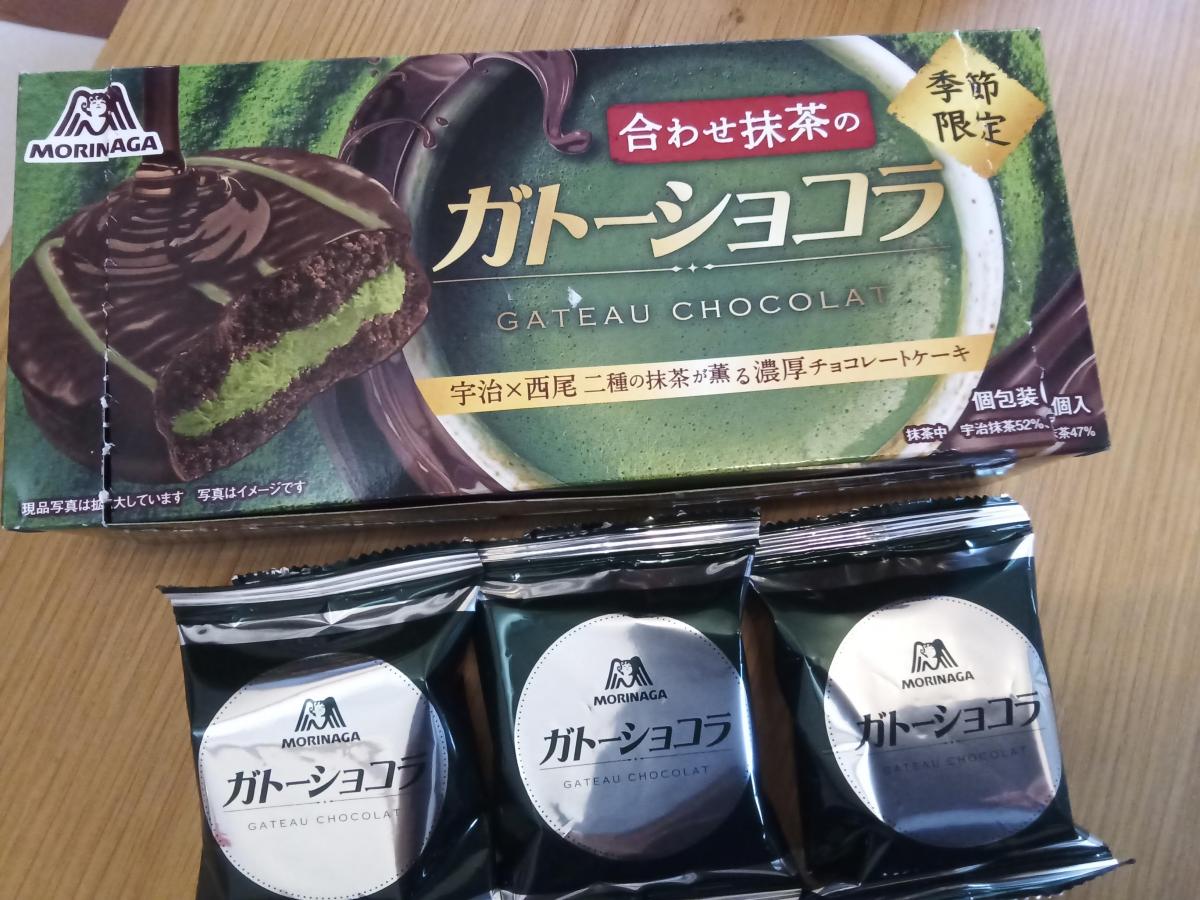 MORINAGA
季節
限定
合わせ抹茶の
ガトーショコラ
GATEAU CHOCOLAT
宇治×西尾 二種の抹茶が薫る濃厚チョコレートケーキ
個包装 個入
抹茶中 宇治抹茶52% 茶47%
現品写真は拡大しています 写真はイメージです
MORINAGA
ガトーショコラ
GATEAU CHOCOLAT
MORINAGA
ガトーショコラ
GATEAU CHOCOLAT
MORINAGA
ガトーショコラ
GATEAU CHOCOLAT